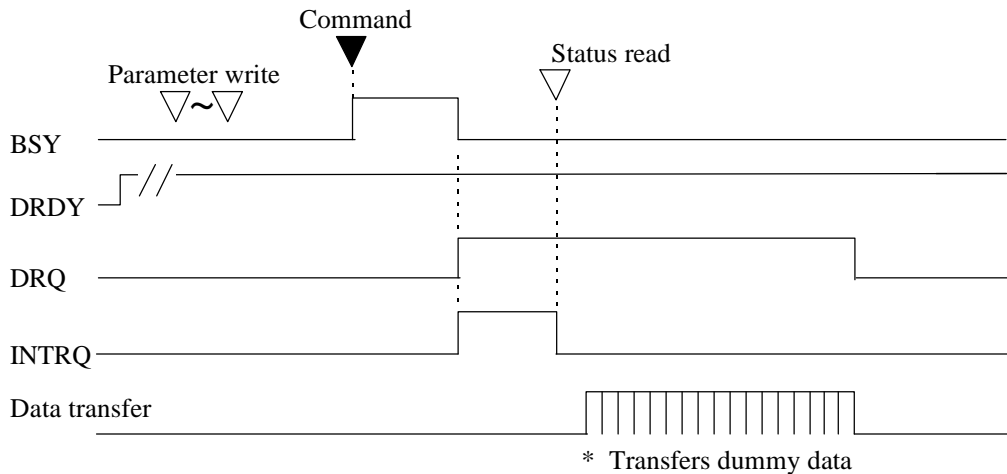 Command
Status read
Parameter write
~
BSY
DRDY
DRQ
INTRQ
Data transfer
* Transfers dummy data